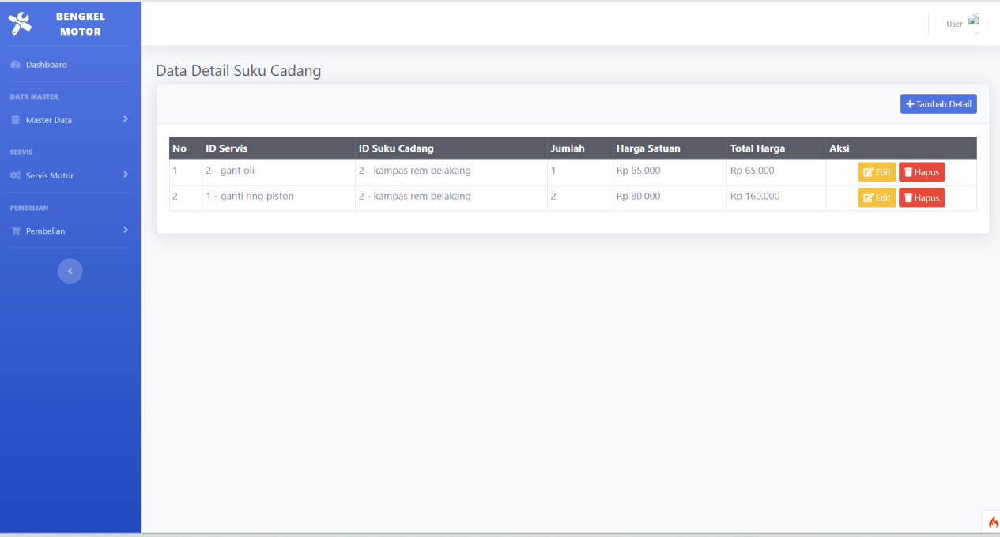 BENGKEL
MOTOR
User
Dashboard
DATA MASTER
Master Data
SERVIS
Servis Motor
PEMBELIAN
Pembelian
Data Detail Suku Cadang
Tambah Detail
No ID Servis ID Suku Cadang Jumlah Harga Satuan Total Harga Aksi
1 2 - gant oli 2 - kampas rem belakang 1 Rp 65.000 Rp 65.000 Edit Hapus
2 1 - ganti ring piston 2 - kampas rem belakang 2 Rp 80.000 Rp 160.000 Edit Hapus